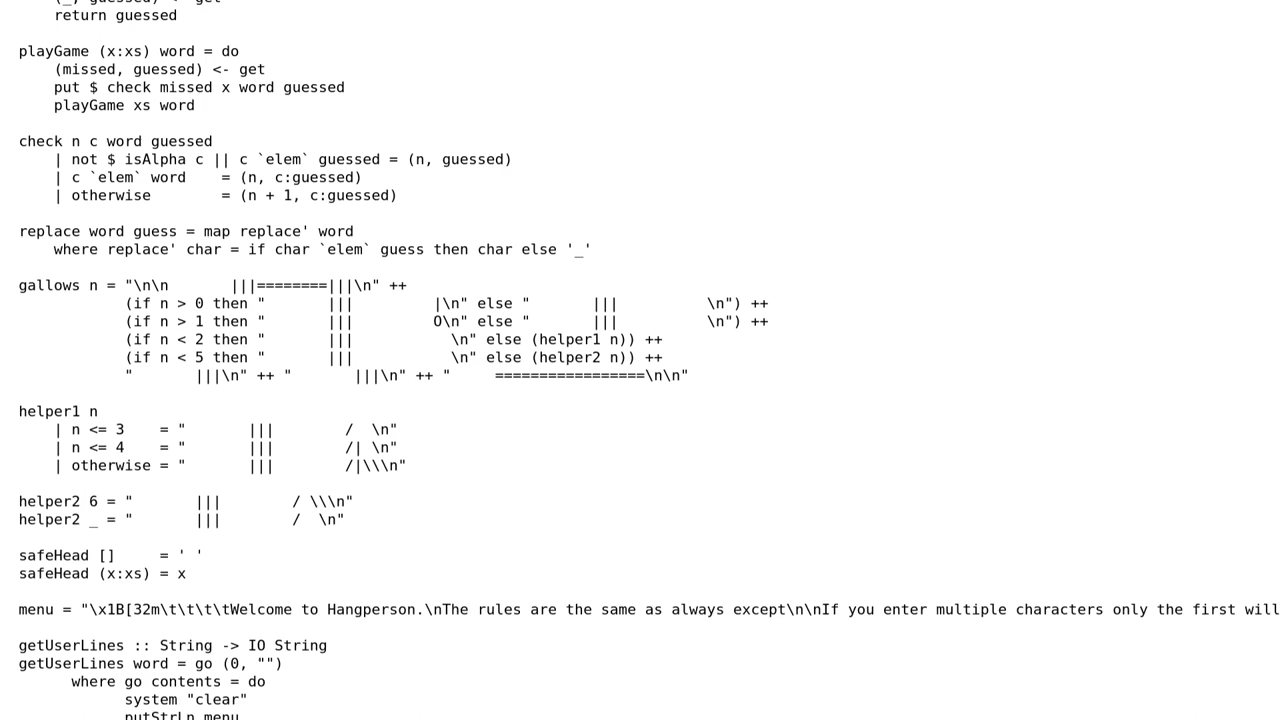 (_, guessed) <- get
    return guessed

playGame (x:xs) word = do
    (missed, guessed) <- get
    put $ check missed x word guessed
    playGame xs word

check n c word guessed
    | not $ isAlpha c || c `elem` guessed = (n, guessed)
    | c `elem` word    = (n, c:guessed)
    | otherwise        = (n + 1, c:guessed)

replace word guess = map replace' word
    where replace' char = if char `elem` guess then char else '_'

gallows n = "\n\n       |||========|||\n" ++
            (if n > 0 then "       |||         |\n" else "       |||          \n") ++
            (if n > 1 then "       |||         O\n" else "       |||          \n") ++
            (if n < 2 then "       |||           \n" else (helper1 n)) ++
            (if n < 5 then "       |||           \n" else (helper2 n)) ++
            "       |||\n" ++ "       |||\n" ++ "     =================\n\n"

helper1 n
    | n <= 3    = "       |||        /  \n"
    | n <= 4    = "       |||        /| \n"
    | otherwise = "       |||        /|\\\n"

helper2 6 = "       |||        / \\\n"
helper2 _ = "       |||        /  \n"

safeHead []     = ' '
safeHead (x:xs) = x

menu = "\x1B[32m\t\t\t\tWelcome to Hangperson.\nThe rules are the same as always except\n\nIf you enter multiple characters only the first will

getUserLines :: String -> IO String
getUserLines word = go (0, "")
      where go contents = do
            system "clear"
            putStrLn menu